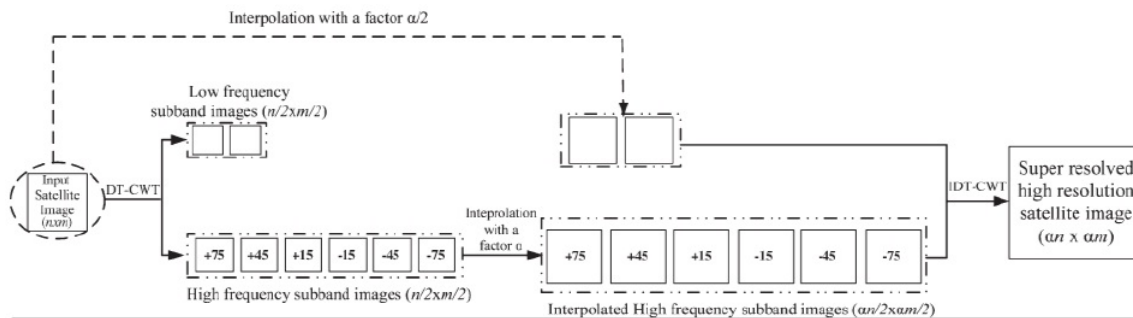 Interpolation with a factor α/2
Low frequency
subband images (n/2xm/2)
Input
Satellite
Image
(nxm)
DT-CWT
+75 +45 +15 -15 -45 -75
High frequency subband images (n/2xm/2)
Inteprolation
with a
factor α
+75 +45 +15 -15 -45 -75
Interpolated High frequency subband images (αn/2xαm/2)
IDT-CWT
Super resolved
high resolution
satellite image
(αn x αm)